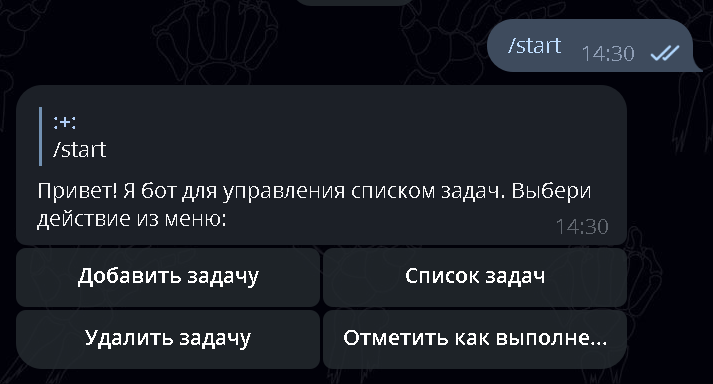 /start 14:30
:+:
/start
Привет! Я бот для управления списком задач. Выбери
действие из меню:
14:30
Добавить задачу Список задач
Удалить задачу Отметить как выполне...